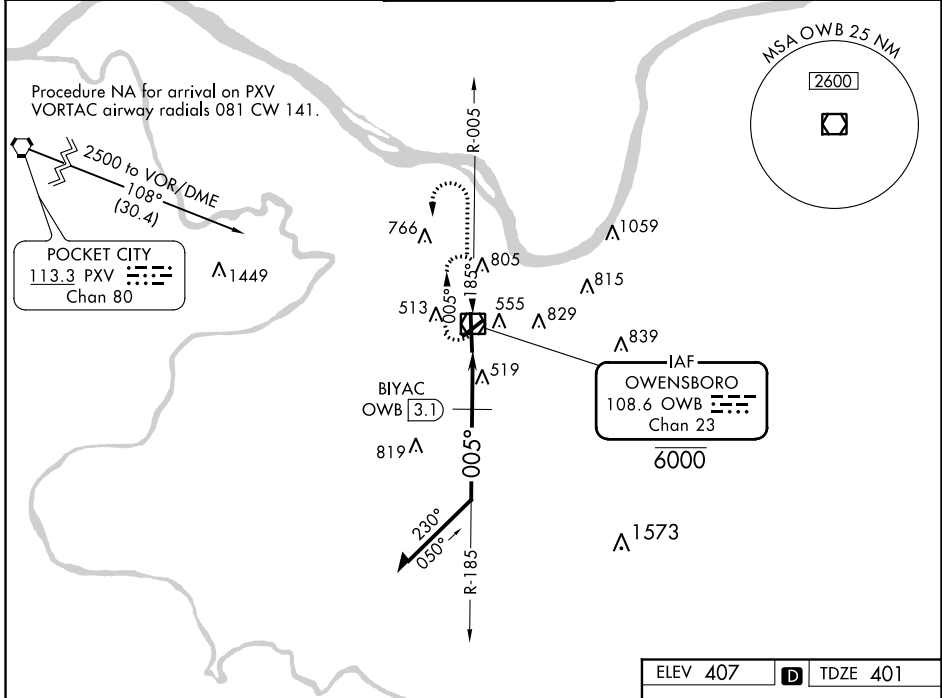 MSA OWB 25 NM
2600
Procedure NA for arrival on PXV
VORTAC airway radials 081 CW 141.
2500 to VOR/DME
108°
(30.4)
POCKET CITY
113.3 PXV
Chan 80
1449
R-005
766
805
1059
815
185°
005°
513
555
829
839
519
IAF
OWENSBORO
108.6 OWB
Chan 23
6000
BIYAC
OWB 3.1
819
005°
230°
050°
R-185
1573
ELEV 407 D TDZE 401